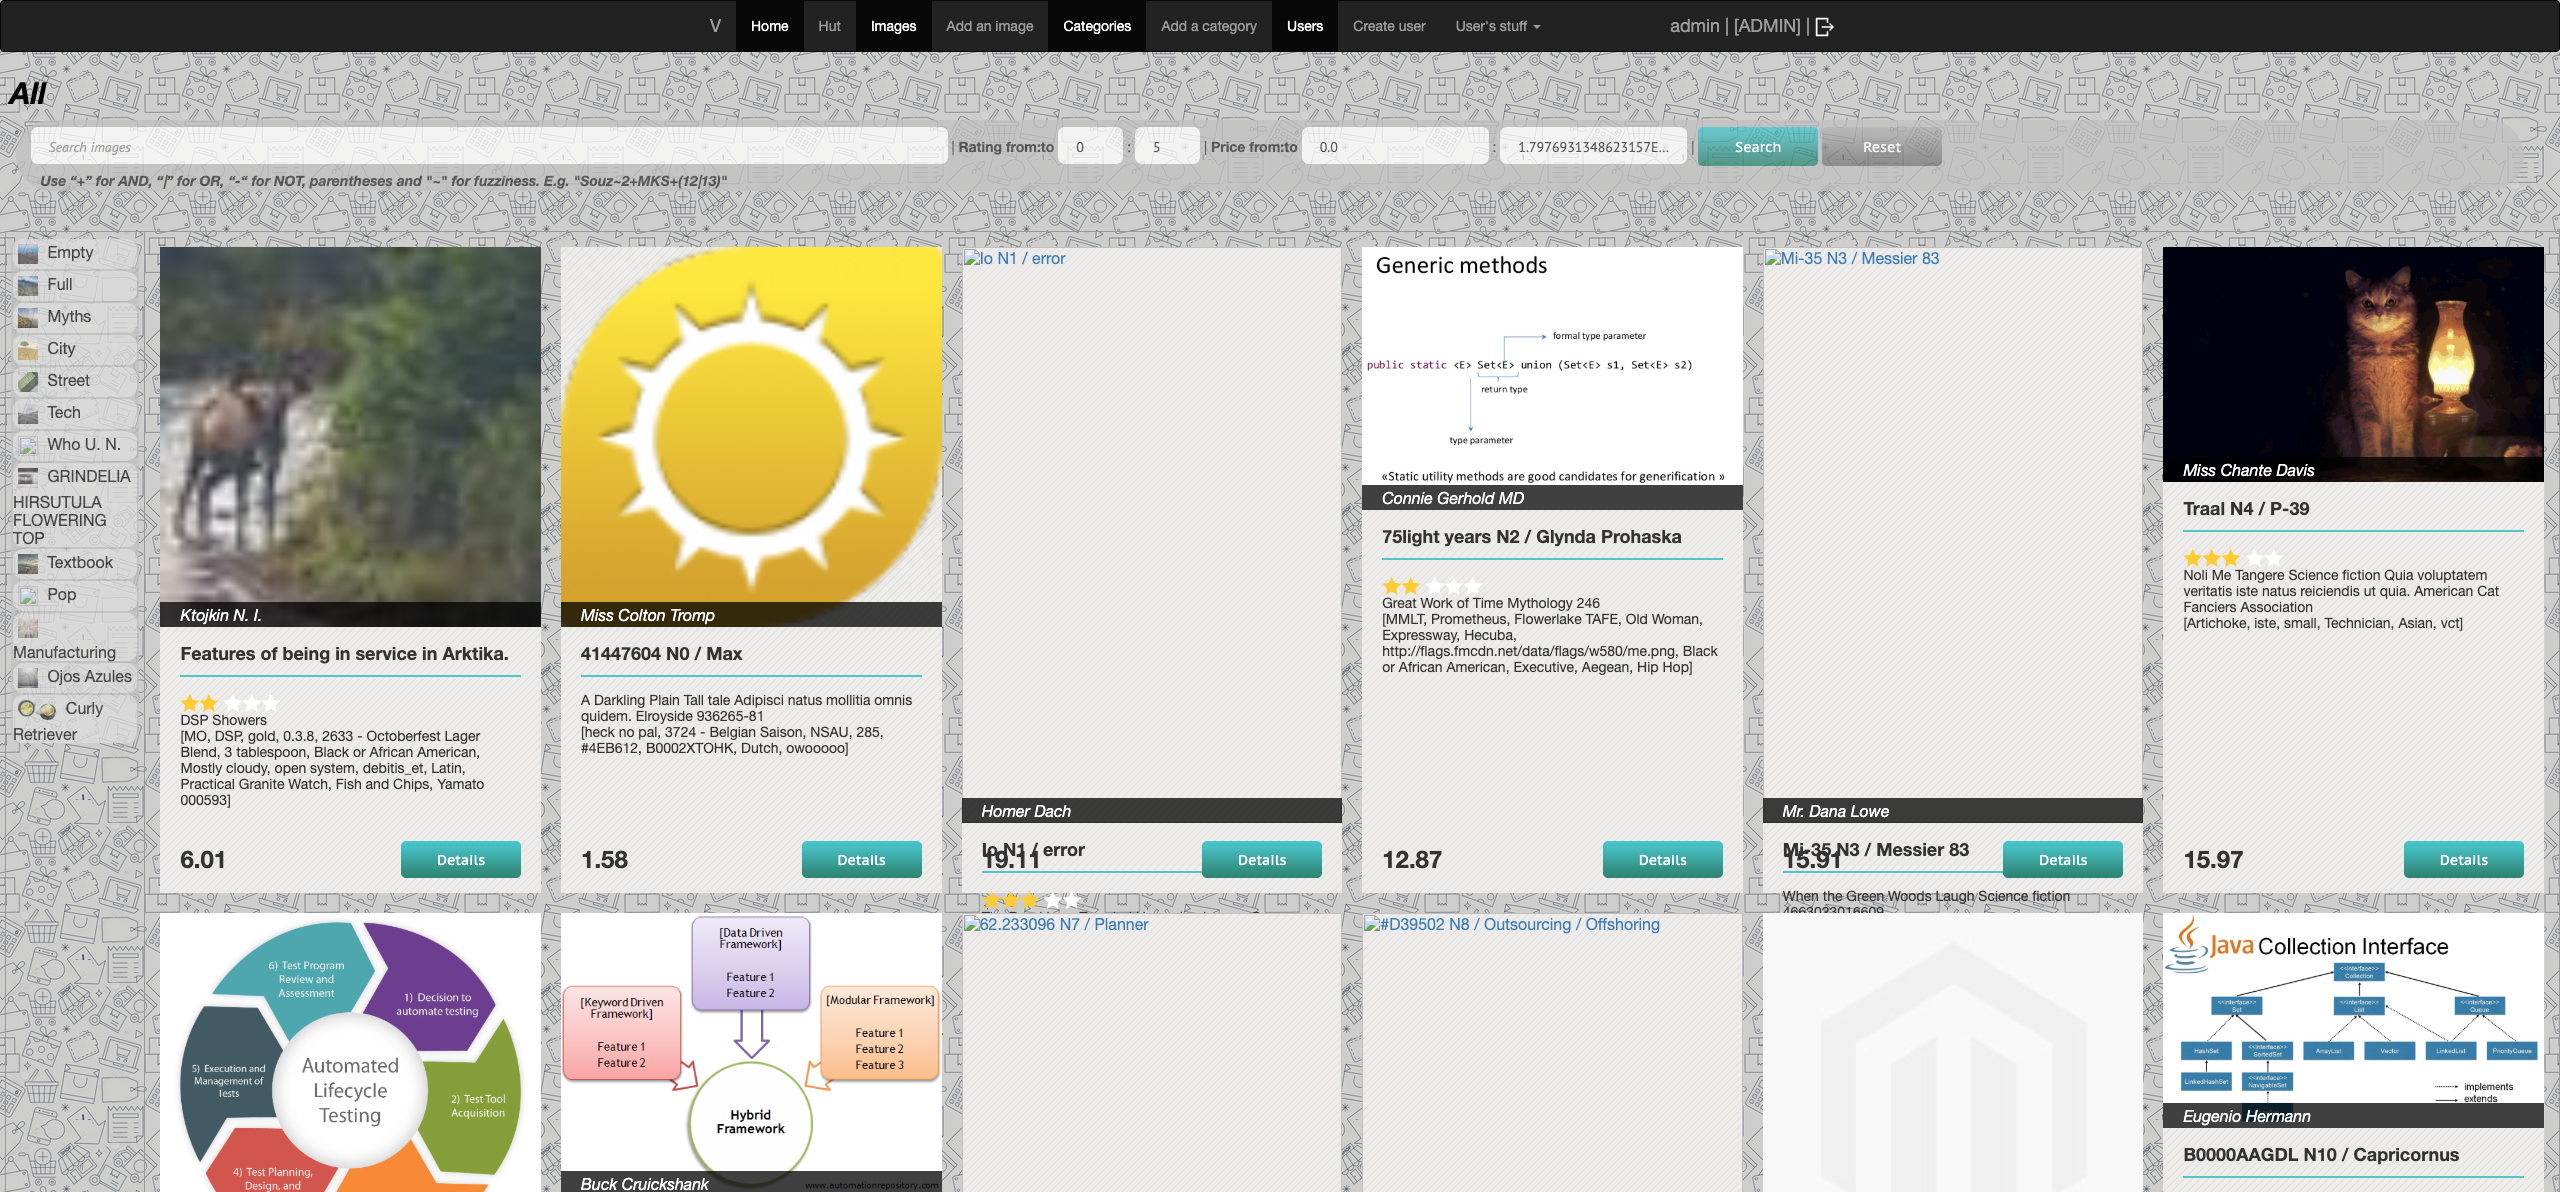 V Home Hut Images Add an image Categories Add a category Users Create user User's stuff admin | [ADMIN] |
All
Search images | Rating from:to 0 : 5 | Price from:to 0.0 : 1.7976931348623157E... | Search Reset
Use “+” for AND, “|” for OR, “-“ for NOT, parentheses and "~" for fuzziness. E.g. "Souz~2+MKS+(12|13)"
Empty
Full
Myths
City
Street
Tech
Who U. N.
GRINDELIA
HIRSUTULA
FLOWERING
TOP
Textbook
Pop
Manufacturing
Ojos Azules
Curly
Retriever
Ktojkin N. I.
Features of being in service in Arktika.
DSP Showers
[MO, DSP, gold, 0.3.8, 2633 - Octoberfest Lager
Blend, 3 tablespoon, Black or African American,
Mostly cloudy, open system, debitis_et, Latin,
Practical Granite Watch, Fish and Chips, Yamato
000593]
6.01
Details
Miss Colton Tromp
41447604 N0 / Max
A Darkling Plain Tall tale Adipisci natus mollitia omnis
quidem. Elroyside 936265-81
[heck no pal, 3724 - Belgian Saison, NSAU, 285,
#4EB612, B0002XTOHK, Dutch, owooooo]
1.58
Details
Io N1 / error
Homer Dach
Io N1 / error
19.11
Details
Generic methods
formal type parameter
public static <E> Set<E> union (Set<E> s1, Set<E> s2)
return type
type parameter
«Static utility methods are good candidates for generification »
Connie Gerhold MD
75light years N2 / Glynda Prohaska
Great Work of Time Mythology 246
[MMLT, Prometheus, Flowerlake TAFE, Old Woman,
Expressway, Hecuba,
http://flags.fmcdn.net/data/flags/w580/me.png, Black
or African American, Executive, Aegean, Hip Hop]
12.87
Details
Mi-35 N3 / Messier 83
Mr. Dana Lowe
Mi-35 N3 / Messier 83
15.91
Details
When the Green Woods Laugh Science fiction
Miss Chante Davis
Traal N4 / P-39
Noli Me Tangere Science fiction Quia voluptatem
veritatis iste natus reiciendis ut quia. American Cat
Fanciers Association
[Artichoke, iste, small, Technician, Asian, vct]
15.97
Details
6) Test Program
Review and
Assessment
1) Decision to
automate testing
5) Execution and
Management of
Tests
Automated
Lifecycle
Testing
2) Test Tool
Acquisition
4) Test Planning,
Design, and
[Data Driven
Framework]
Feature 1
Feature 2
[Keyword Driven
Framework]
Feature 1
Feature 2
[Modular Framework]
Feature 1
Feature 2
Feature 3
Hybrid
Framework
www.automationrepository.com
Buck Cruickshank
62.233096 N7 / Planner
#D39502 N8 / Outsourcing / Offshoring
Java Collection Interface
<<interface>>
Collection
<<interface>>
Set
<<interface>>
List
<<interface>>
Queue
HashSet
<<interface>>
SortedSet
ArrayList
Vector
LinkedList
PriorityQueue
LinkedHashSet
<<interface>>
NavigableSet
implements
extends
Eugenio Hermann
B0000AAGDL N10 / Capricornus